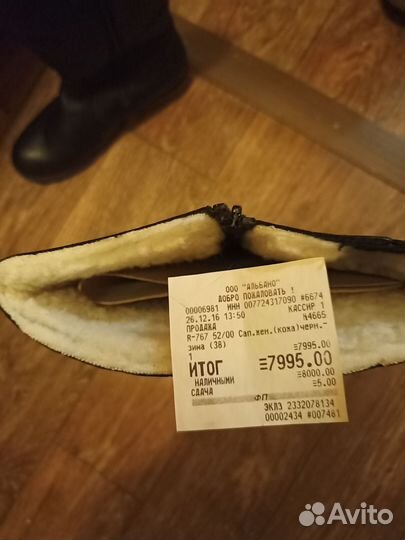 ООО "АЛЬБАНО"
ДОБРО ПОЖАЛОВАТЬ !
00006981 ИНН 007724317090 #6674
26.12.16 13:50 КАССИР 1
ПРОДАЖА №4665
R-767 52/00 Сап.жен.(кожа)черн.-
зима (38)
1 ≡7995.00
ИТОГ ≡7995.00
НАЛИЧНЫМИ ≡8000.00
СДАЧА ≡5.00
ФП
ЭКЛЗ 2332078134
00002434 #007481
Avito